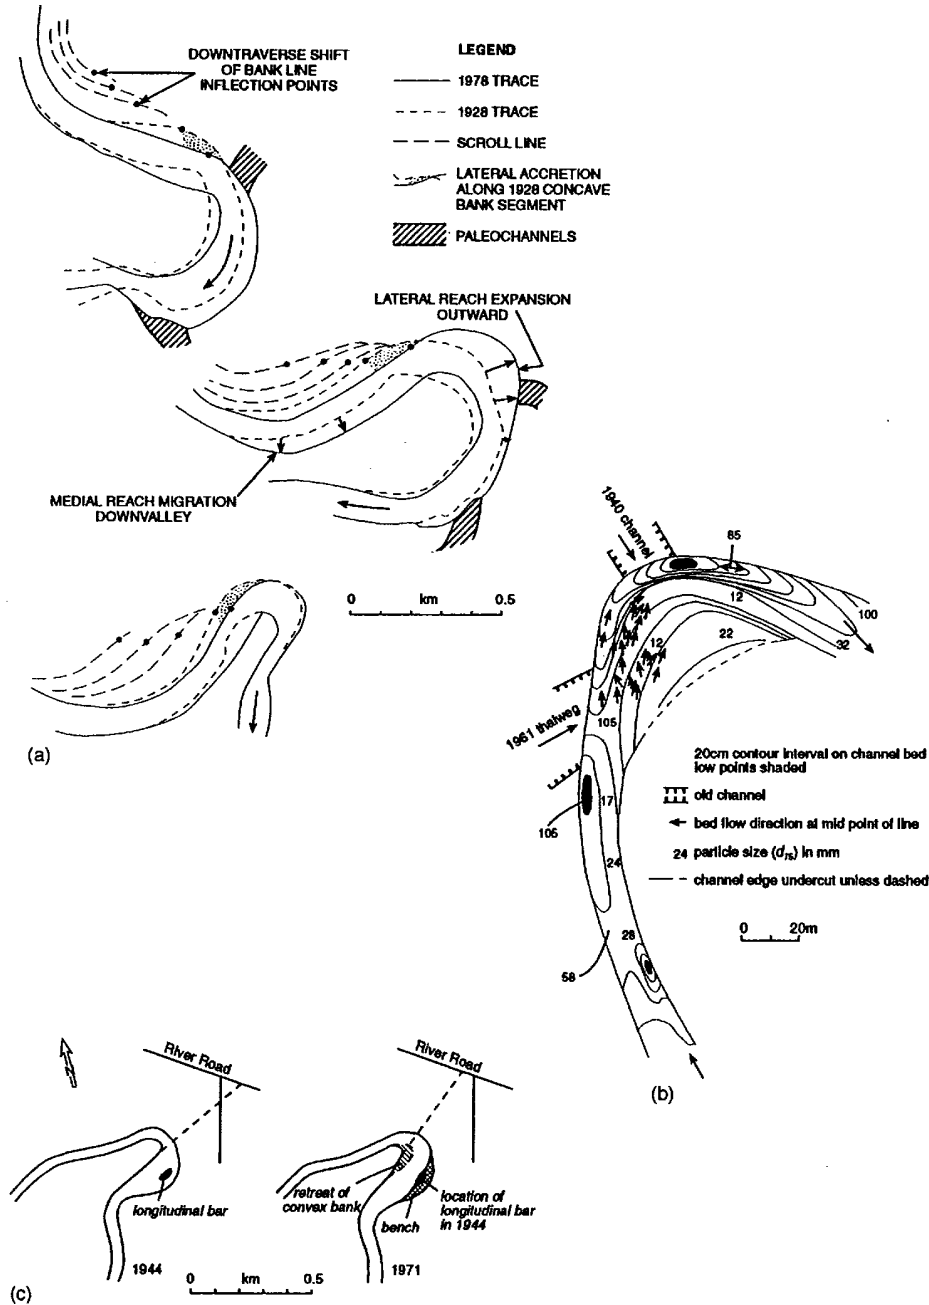 DOWNTRAVERSE SHIFT
OF BANK LINE
INFLECTION POINTS
LEGEND
1978 TRACE
1928 TRACE
SCROLL LINE
LATERAL ACCRETION
ALONG 1928 CONCAVE
BANK SEGMENT
PALEOCHANNELS
LATERAL REACH EXPANSION
OUTWARD
MEDIAL REACH MIGRATION
DOWNVALLEY
0 km 0.5
(a)
1940 channel
85
12
100
22
32
12
1961 thalweg
105
20cm contour interval on channel bed
low points shaded
old channel
bed flow direction at mid point of line
24 particle size (d75) in mm
channel edge undercut unless dashed
17
105
24
0 20m
28
58
(b)
River Road
River Road
longitudinal bar
retreat of
convex bank
bench
location of
longitudinal bar
in 1944
1944
0 km 0.5
1971
(c)